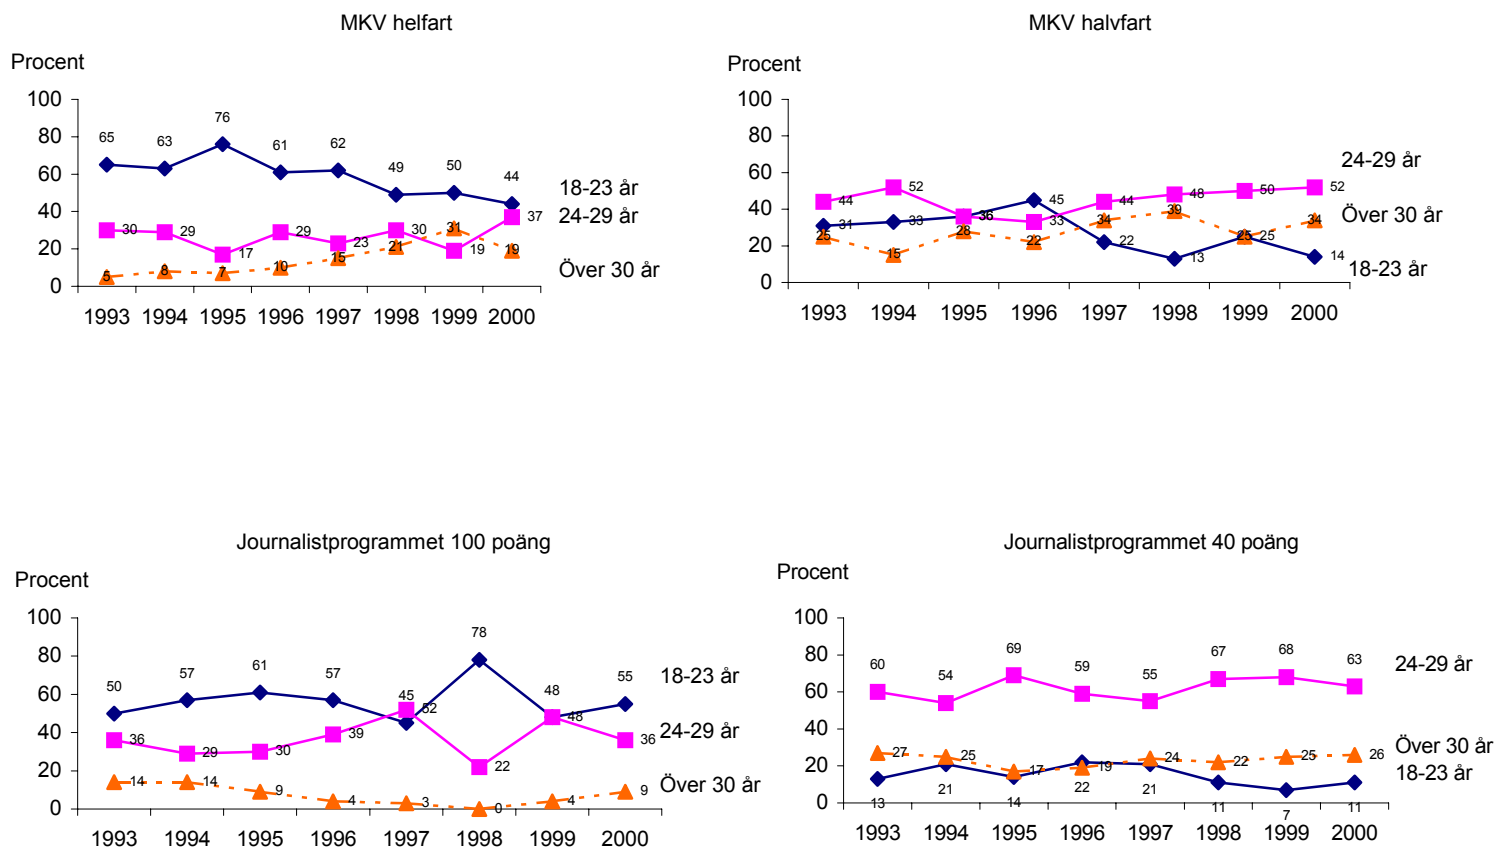 MKV helfart
Procent
100
80
60
40
20
0
65 63 76 61 62 49 50 44
30 29 17 29 23 30 19 37
5 8 7 10 15 21 31 19
18-23 år
24-29 år
Över 30 år
1993 1994 1995 1996 1997 1998 1999 2000
MKV halvfart
Procent
100
80
60
40
20
0
44 52 36 33 44 48 50 52
31 33 36 45 22 13 25 14
25 15 28 22 34 39 25 34
24-29 år
Över 30 år
18-23 år
1993 1994 1995 1996 1997 1998 1999 2000
Journalistprogrammet 100 poäng
Procent
100
80
60
40
20
0
50 57 61 57 45 78 48 55
36 29 30 39 52 22 48 36
14 14 9 4 3 0 4 9
18-23 år
24-29 år
Över 30 år
1993 1994 1995 1996 1997 1998 1999 2000
Journalistprogrammet 40 poäng
Procent
100
80
60
40
20
0
60 54 69 59 55 67 68 63
27 25 17 19 24 22 25 26
13 21 14 22 21 11 7 11
24-29 år
Över 30 år
18-23 år
1993 1994 1995 1996 1997 1998 1999 2000